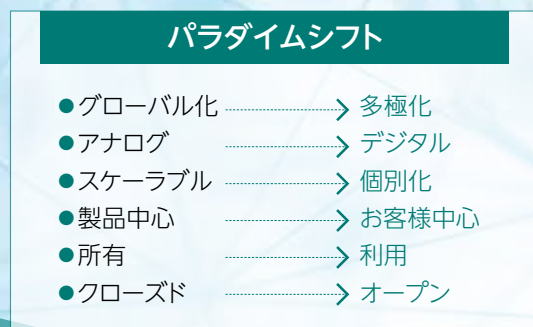 パラダイムシフト
●グローバル化 → 多極化
●アナログ → デジタル
●スケーラブル → 個別化
●製品中心 → お客様中心
●所有 → 利用
●クローズド → オープン